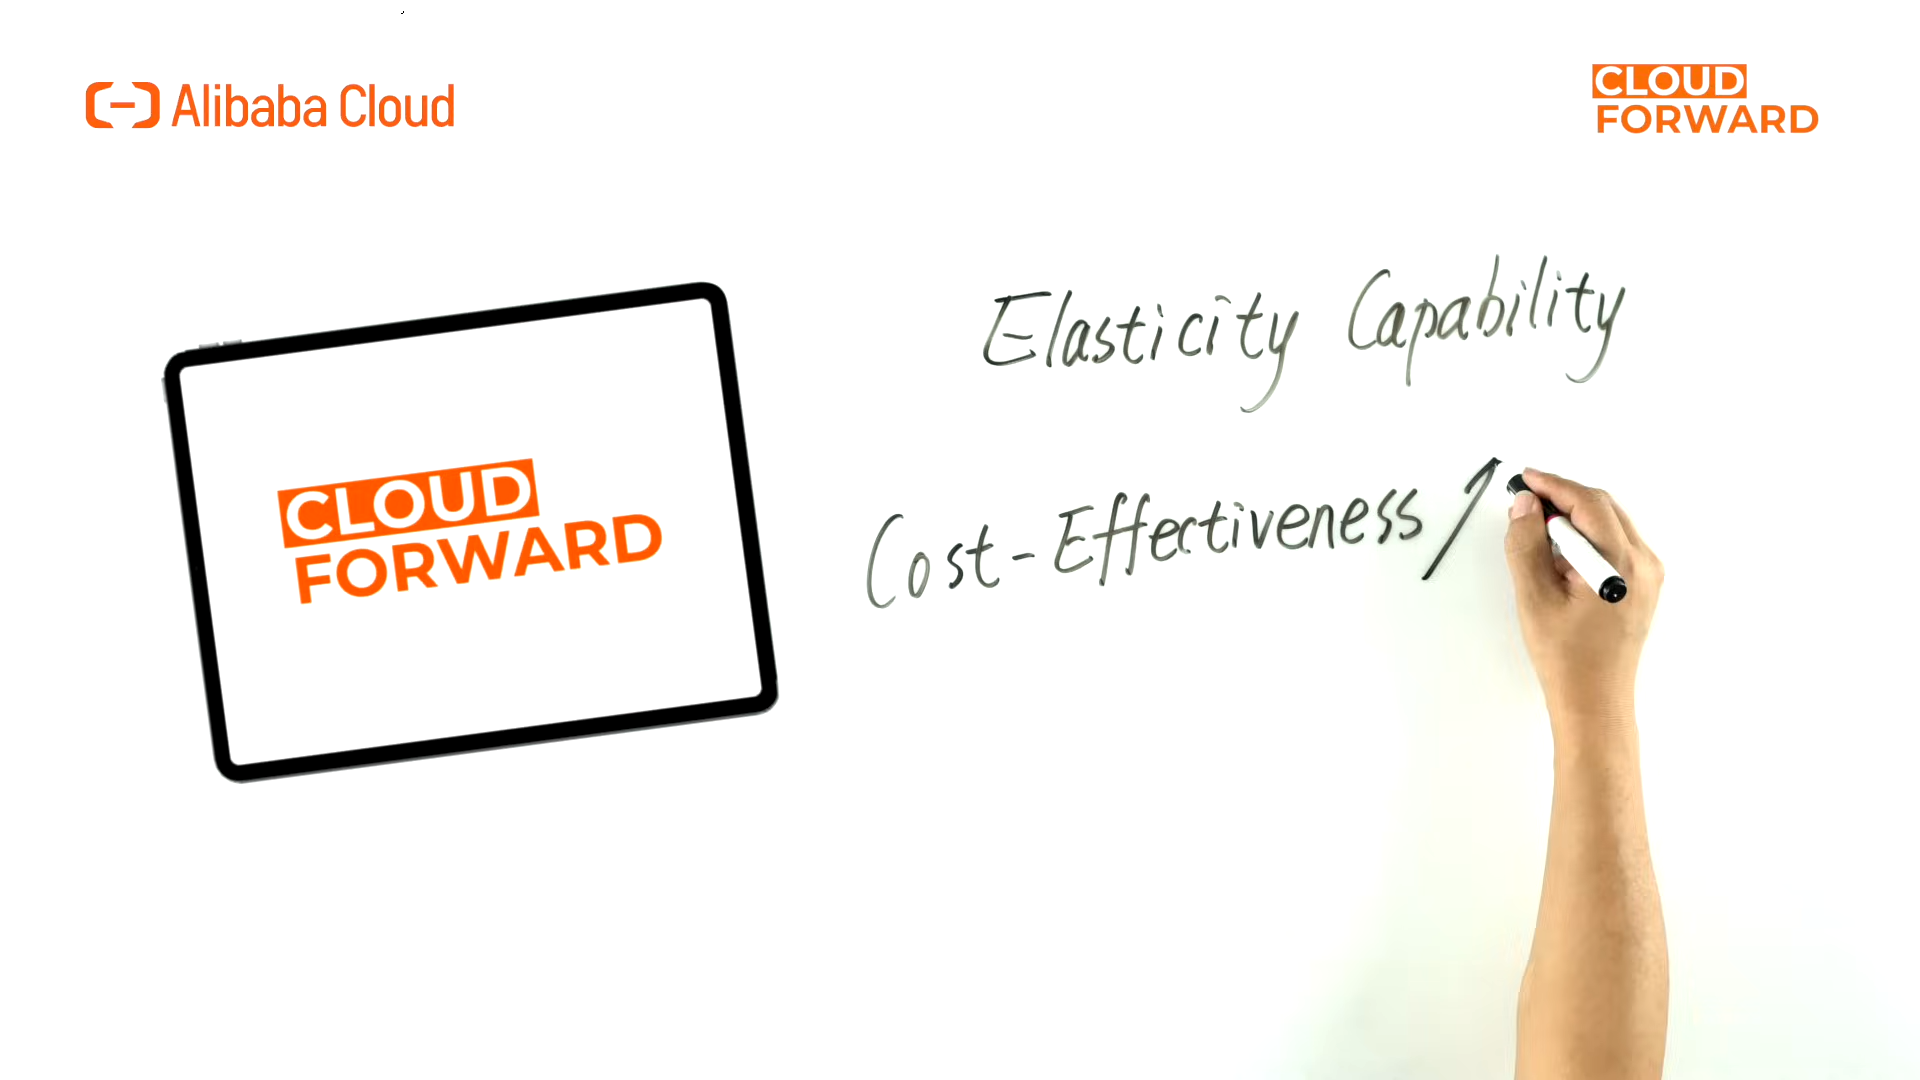 Alibaba Cloud
CLOUD
FORWARD
CLOUD
FORWARD
Elasticity Capability
Cost-Effectiveness